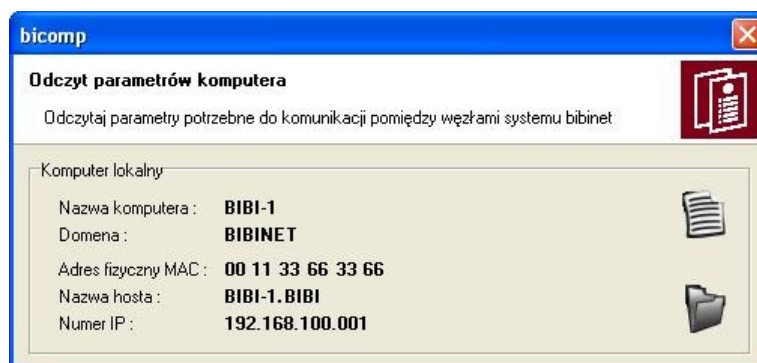 bicomp
Odczyt parametrów komputera
Odczytaj parametry potrzebne do komunikacji pomiędzy węzłami systemu bibinet
Komputer lokalny
Nazwa komputera : BIBI-1
Domena : BIBINET
Adres fizyczny MAC : 00 11 33 66 33 66
Nazwa hosta : BIBI-1.BIBI
Numer IP : 192.168.100.001